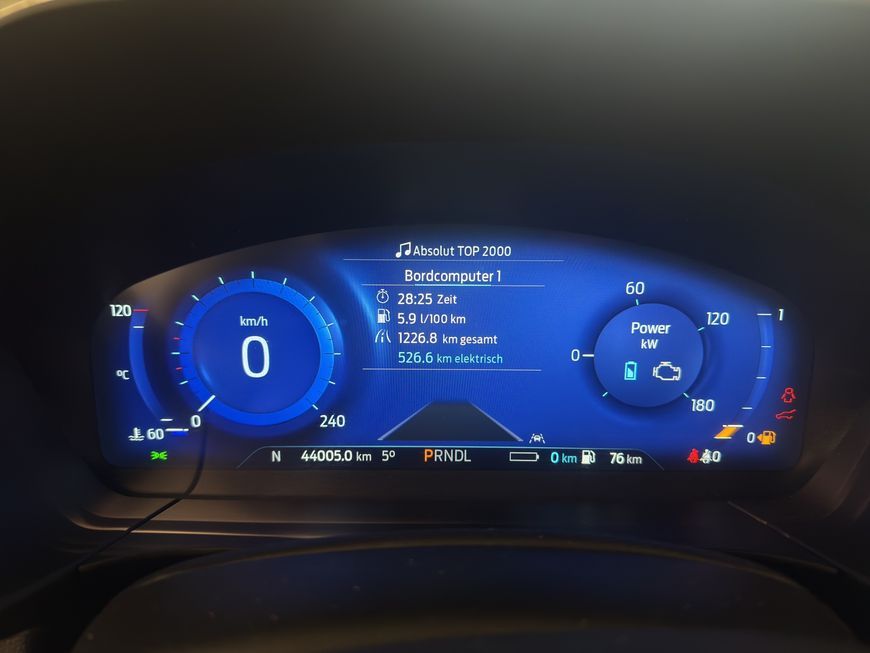 Absolut TOP 2000
Bordcomputer 1
28:25 Zeit
5.9 l/100 km
1226.8 km gesamt
526.6 km elektrisch
120
°C
60
km/h
0
0
240
60
120
Power
kW
0
180
1
0
N 44005.0 km 5° PRNDL 0 km 76 km
0